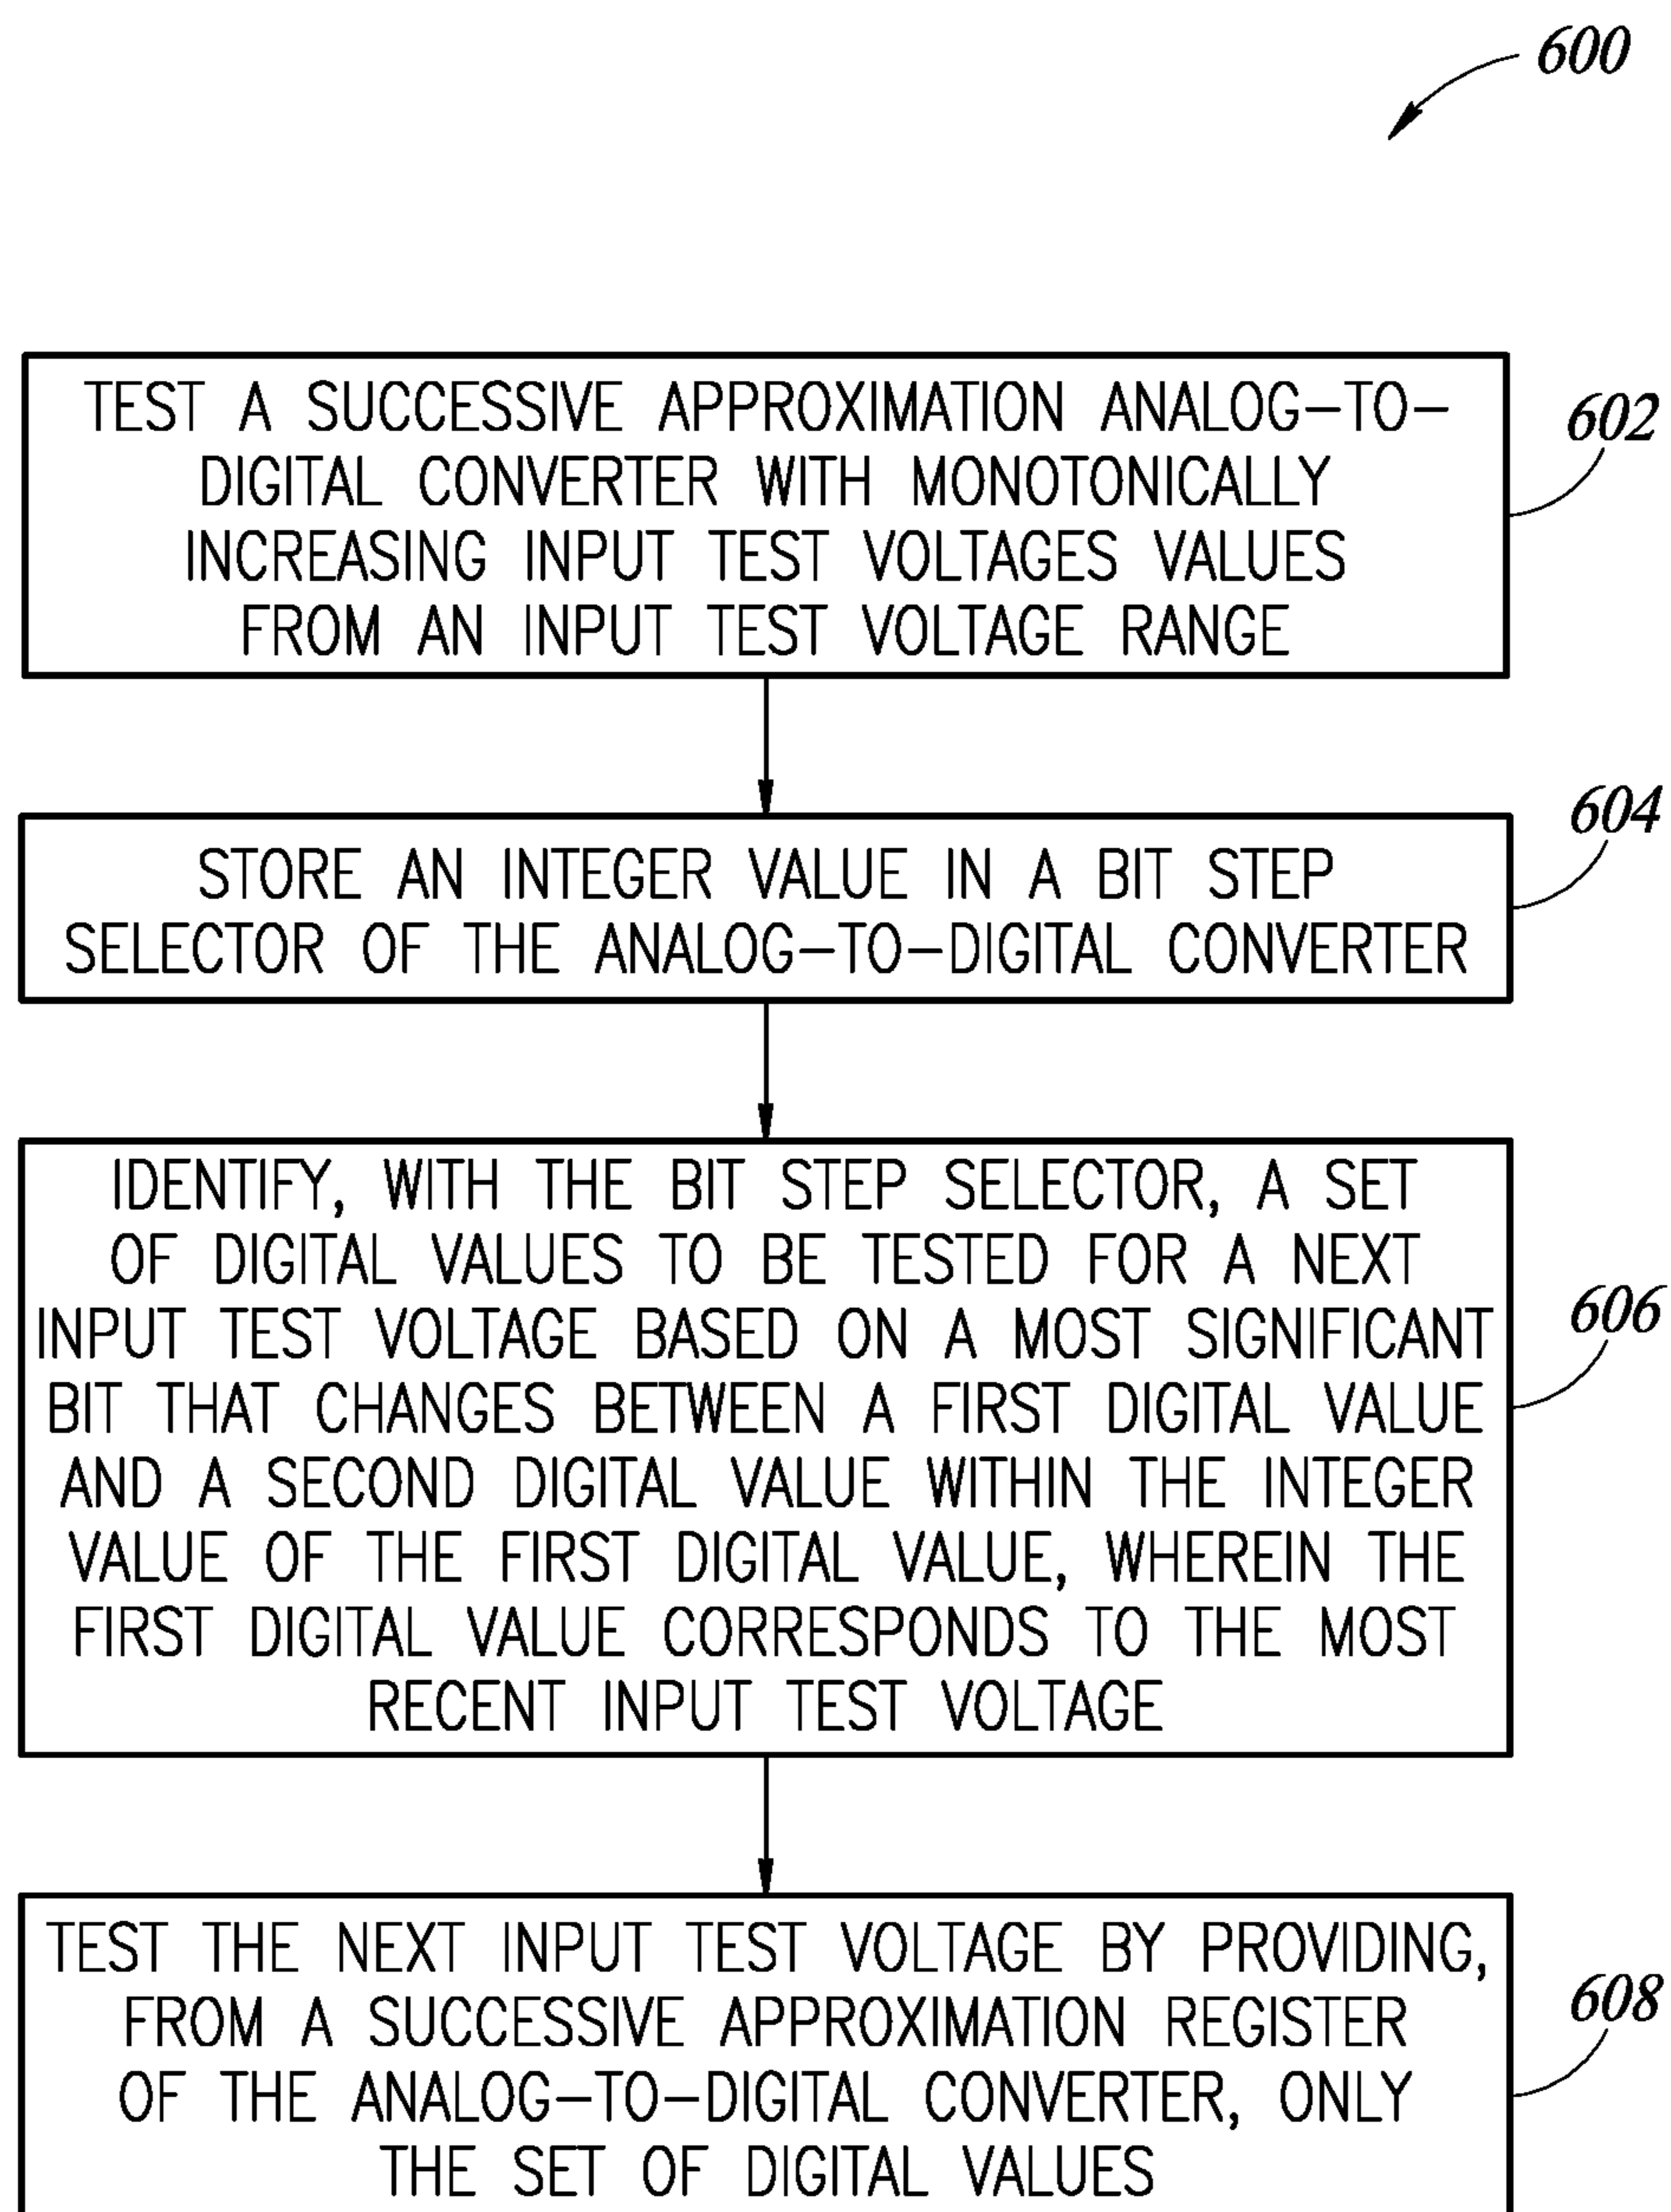 600
TEST A SUCCESSIVE APPROXIMATION ANALOG-TO-
DIGITAL CONVERTER WITH MONOTONICALLY
INCREASING INPUT TEST VOLTAGES VALUES
FROM AN INPUT TEST VOLTAGE RANGE
602
STORE AN INTEGER VALUE IN A BIT STEP
SELECTOR OF THE ANALOG-TO-DIGITAL CONVERTER
604
IDENTIFY, WITH THE BIT STEP SELECTOR, A SET
OF DIGITAL VALUES TO BE TESTED FOR A NEXT
INPUT TEST VOLTAGE BASED ON A MOST SIGNIFICANT
BIT THAT CHANGES BETWEEN A FIRST DIGITAL VALUE
AND A SECOND DIGITAL VALUE WITHIN THE INTEGER
VALUE OF THE FIRST DIGITAL VALUE, WHEREIN THE
FIRST DIGITAL VALUE CORRESPONDS TO THE MOST
RECENT INPUT TEST VOLTAGE
606
TEST THE NEXT INPUT TEST VOLTAGE BY PROVIDING,
FROM A SUCCESSIVE APPROXIMATION REGISTER
OF THE ANALOG-TO-DIGITAL CONVERTER, ONLY
THE SET OF DIGITAL VALUES
608